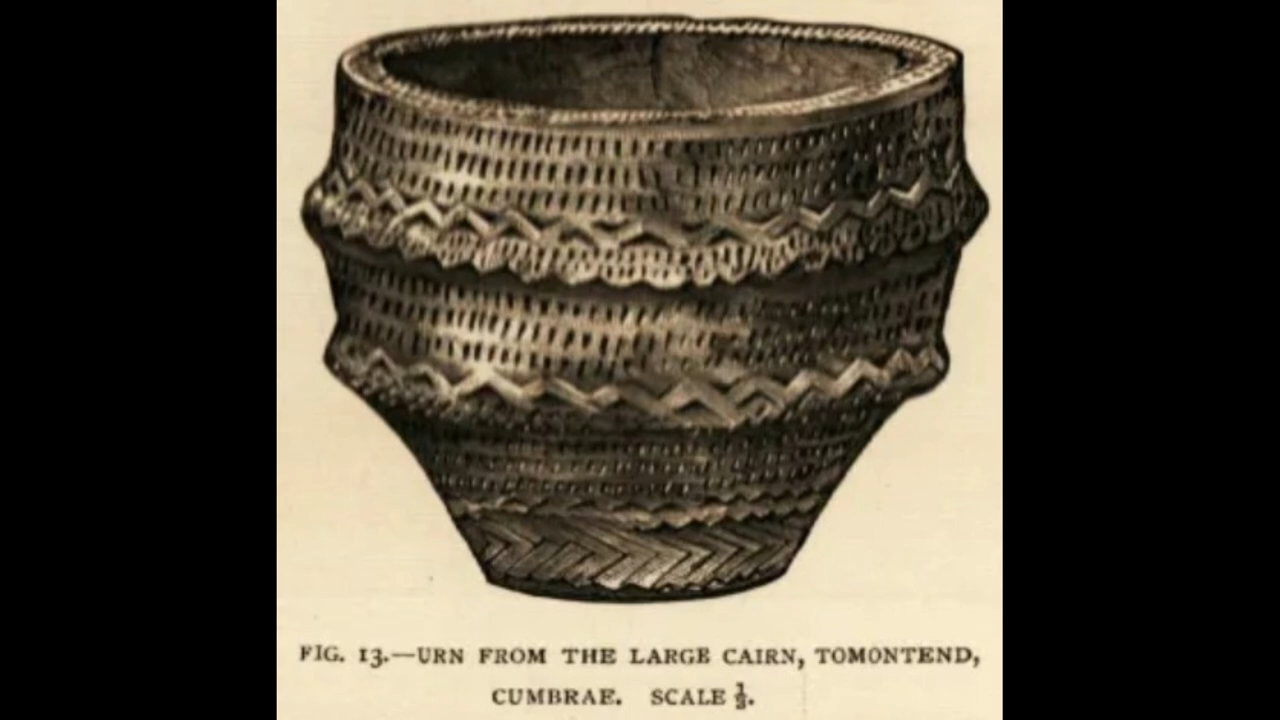 FIG. 13.—URN FROM THE LARGE CAIRN, TOMONTEND,
CUMBRAE. SCALE ⅓.